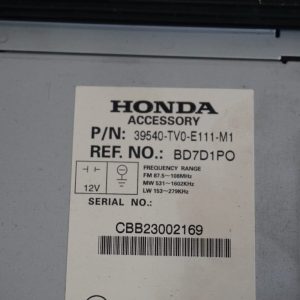 HONDA
ACCESSORY
P/N: 39540-TV0-E111-M1
REF. NO.: BD7D1PO
FREQUENCY RANGE
FM 87.5~108MHz
MW 531~1602KHz
LW 153~279KHz
12V
SERIAL NO.:
CBB23002169